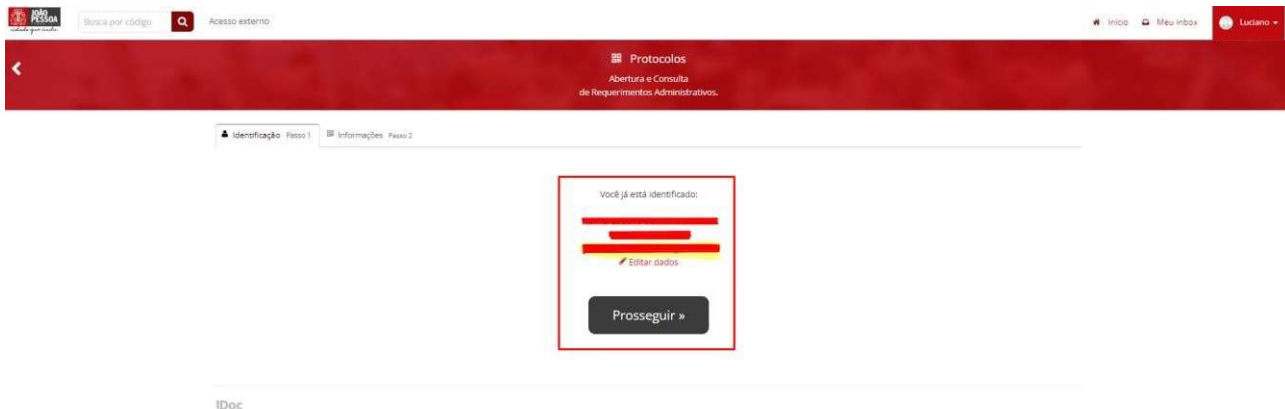 JOÃO
PESSOA
Busca por código
Acesso externo
Início
Meu inbox
Luciano
Protocolos
Abertura e Consulta
de Requerimentos Administrativos.
Identificação Passo 1
Informações Passo 2
Você já está identificado:
Editar dados
Prosseguir »
1Doc